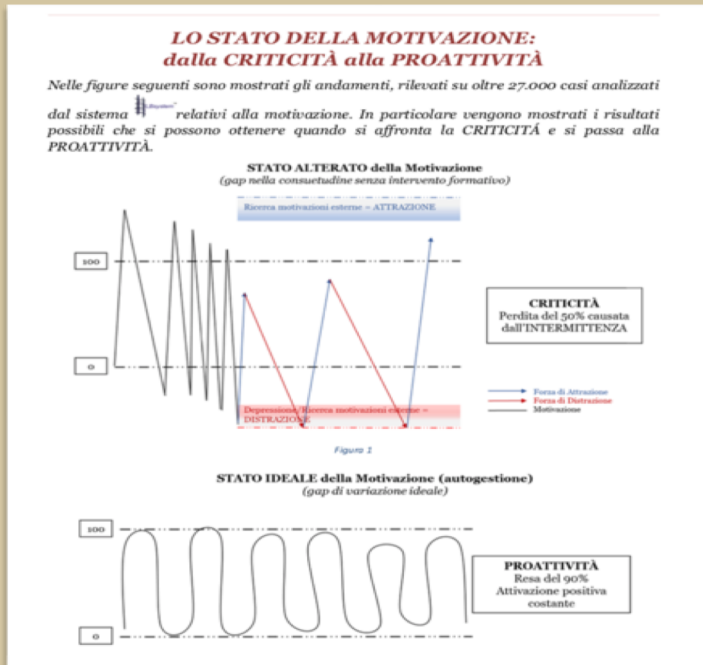 LO STATO DELLA MOTIVAZIONE:
dalla CRITICITÀ alla PROATTIVITÀ
Nelle figure seguenti sono mostrati gli andamenti, rilevati su oltre 27.000 casi analizzati
dal sistema relativi alla motivazione. In particolare vengono mostrati i risultati
possibili che si possono ottenere quando si affronta la CRITICITÁ e si passa alla
PROATTIVITÀ.
STATO ALTERATO della Motivazione
(gap nella consuetudine senza intervento formativo)
Ricerca motivazioni esterne = ATTRAZIONE
100
CRITICITÀ
Perdita del 50% causata
dall'INTERMITTENZA
0
Forza di Attrazione
Forza di Distrazione
Motivazione
Depressione/Ricerca motivazioni esterne =
DISTRAZIONE
Figura 1
STATO IDEALE della Motivazione (autogestione)
(gap di variazione ideale)
100
PROATTIVITÀ
Resa del 90%
Attivazione positiva
costante
0